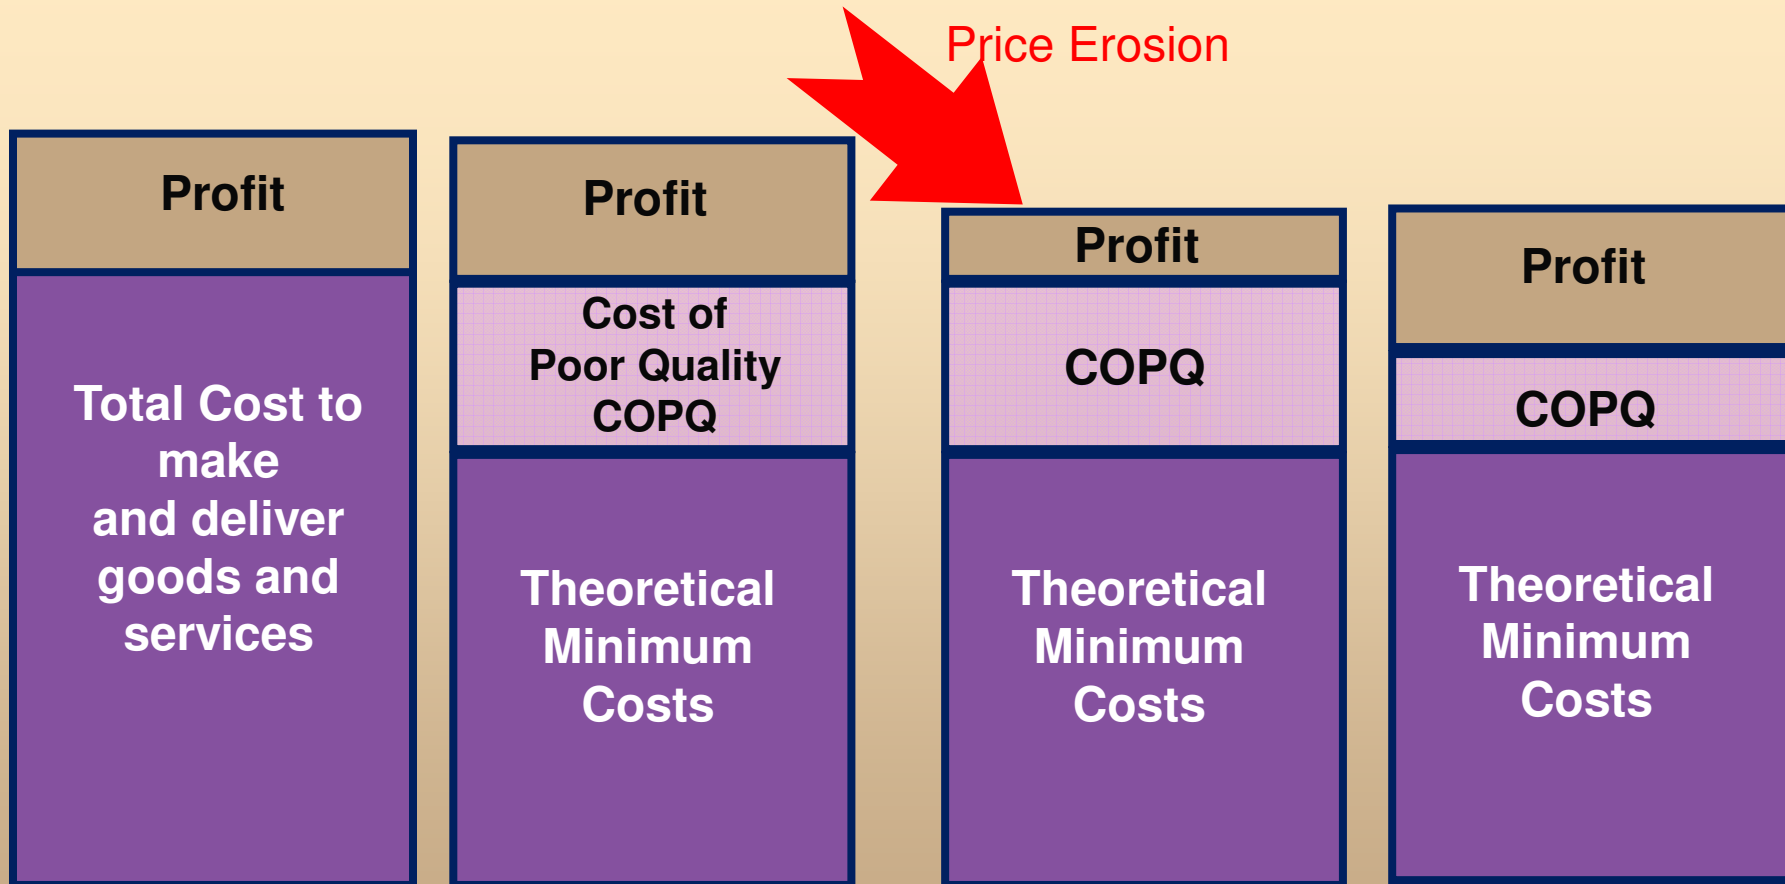 Price Erosion
Profit
Total Cost to
make
and deliver
goods and
services
Profit
Cost of
Poor Quality
COPQ
Theoretical
Minimum
Costs
Profit
COPQ
Theoretical
Minimum
Costs
Profit
COPQ
Theoretical
Minimum
Costs